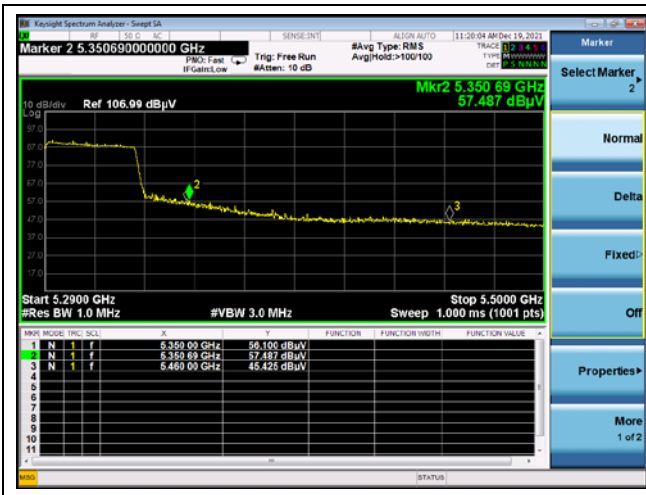 Keysight Spectrum Analyzer - Swept SA
RF 50 Ω AC SENSE:INT ALIGN AUTO 11:20:04 AM Dec 19, 2021
Marker 2 5.350690000000 GHz
PNO: Fast Trig: Free Run
IFGain:Low #Atten: 10 dB
#Avg Type: RMS
Avg|Hold:>100/100
TRACE 1 2 3 4 5 6
TYPE M W W W W W
DET P S N N N N
Marker
Select Marker
2
Normal
Delta
Fixed
Off
Properties
More
1 of 2
Mkr2 5.350 69 GHz
57.487 dBµV
10 dB/div Ref 106.99 dBµV
Log
97.0
87.0
77.0
67.0
57.0
47.0
37.0
27.0
17.0
2
3
Start 5.2900 GHz Stop 5.5000 GHz
#Res BW 1.0 MHz #VBW 3.0 MHz Sweep 1.000 ms (1001 pts)
MKR MODE TRC SCL X Y FUNCTION FUNCTION WIDTH FUNCTION VALUE
1 N 1 f 5.350 00 GHz 56.100 dBµV
2 N 1 f 5.350 69 GHz 57.487 dBµV
3 N 1 f 5.460 00 GHz 45.425 dBµV
4
5
6
7
8
9
10
11
MSG STATUS